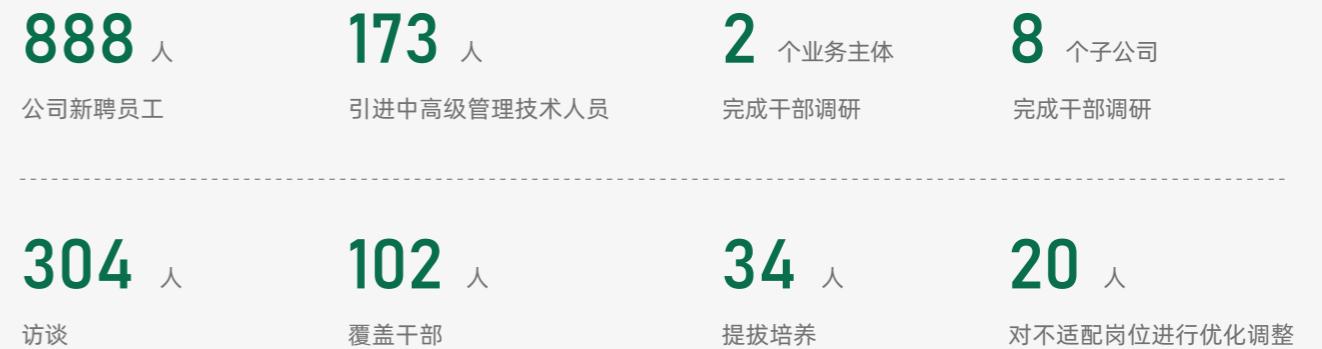 888 人
173 人
2 个业务主体
8 个子公司
公司新聘员工
引进中高级管理技术人员
完成干部调研
完成干部调研
304 人
102 人
34 人
20 人
访谈
覆盖干部
提拔培养
对不适配岗位进行优化调整